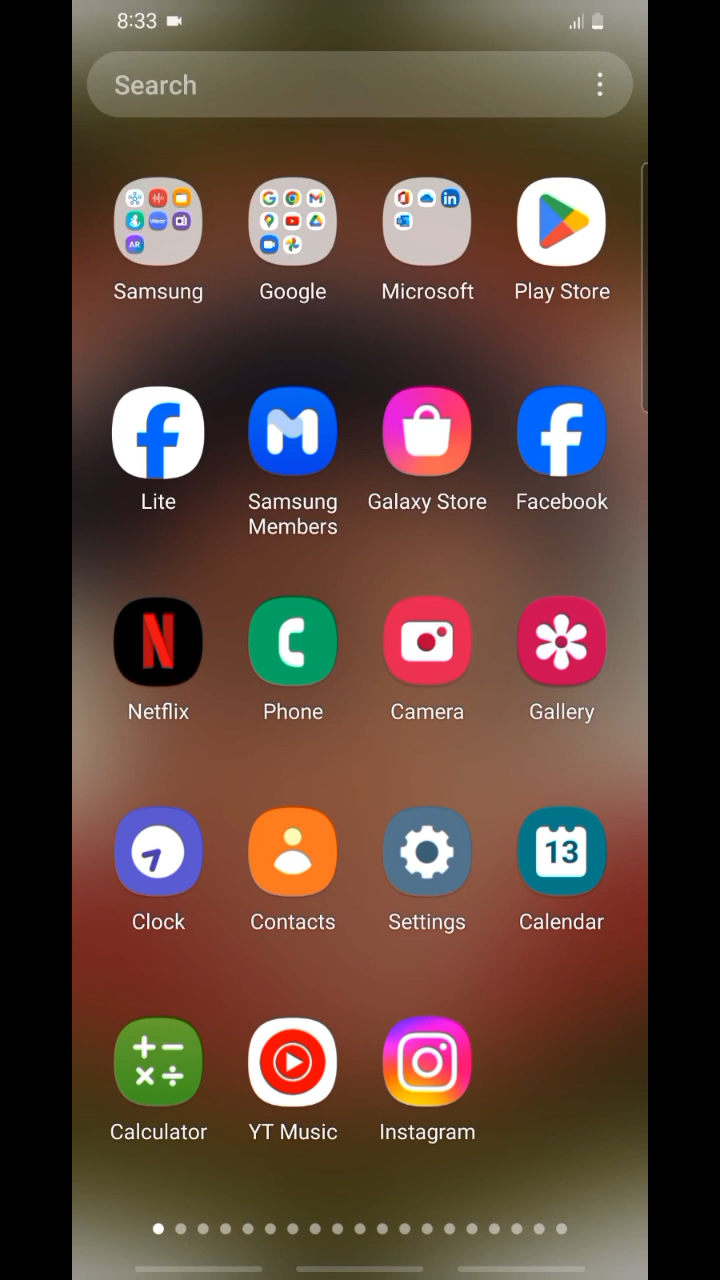 8:33
Search
Samsung
Google
Microsoft
Play Store
Lite
Samsung Members
Galaxy Store
Facebook
Netflix
Phone
Camera
Gallery
13
Clock
Contacts
Settings
Calendar
Calculator
YT Music
Instagram